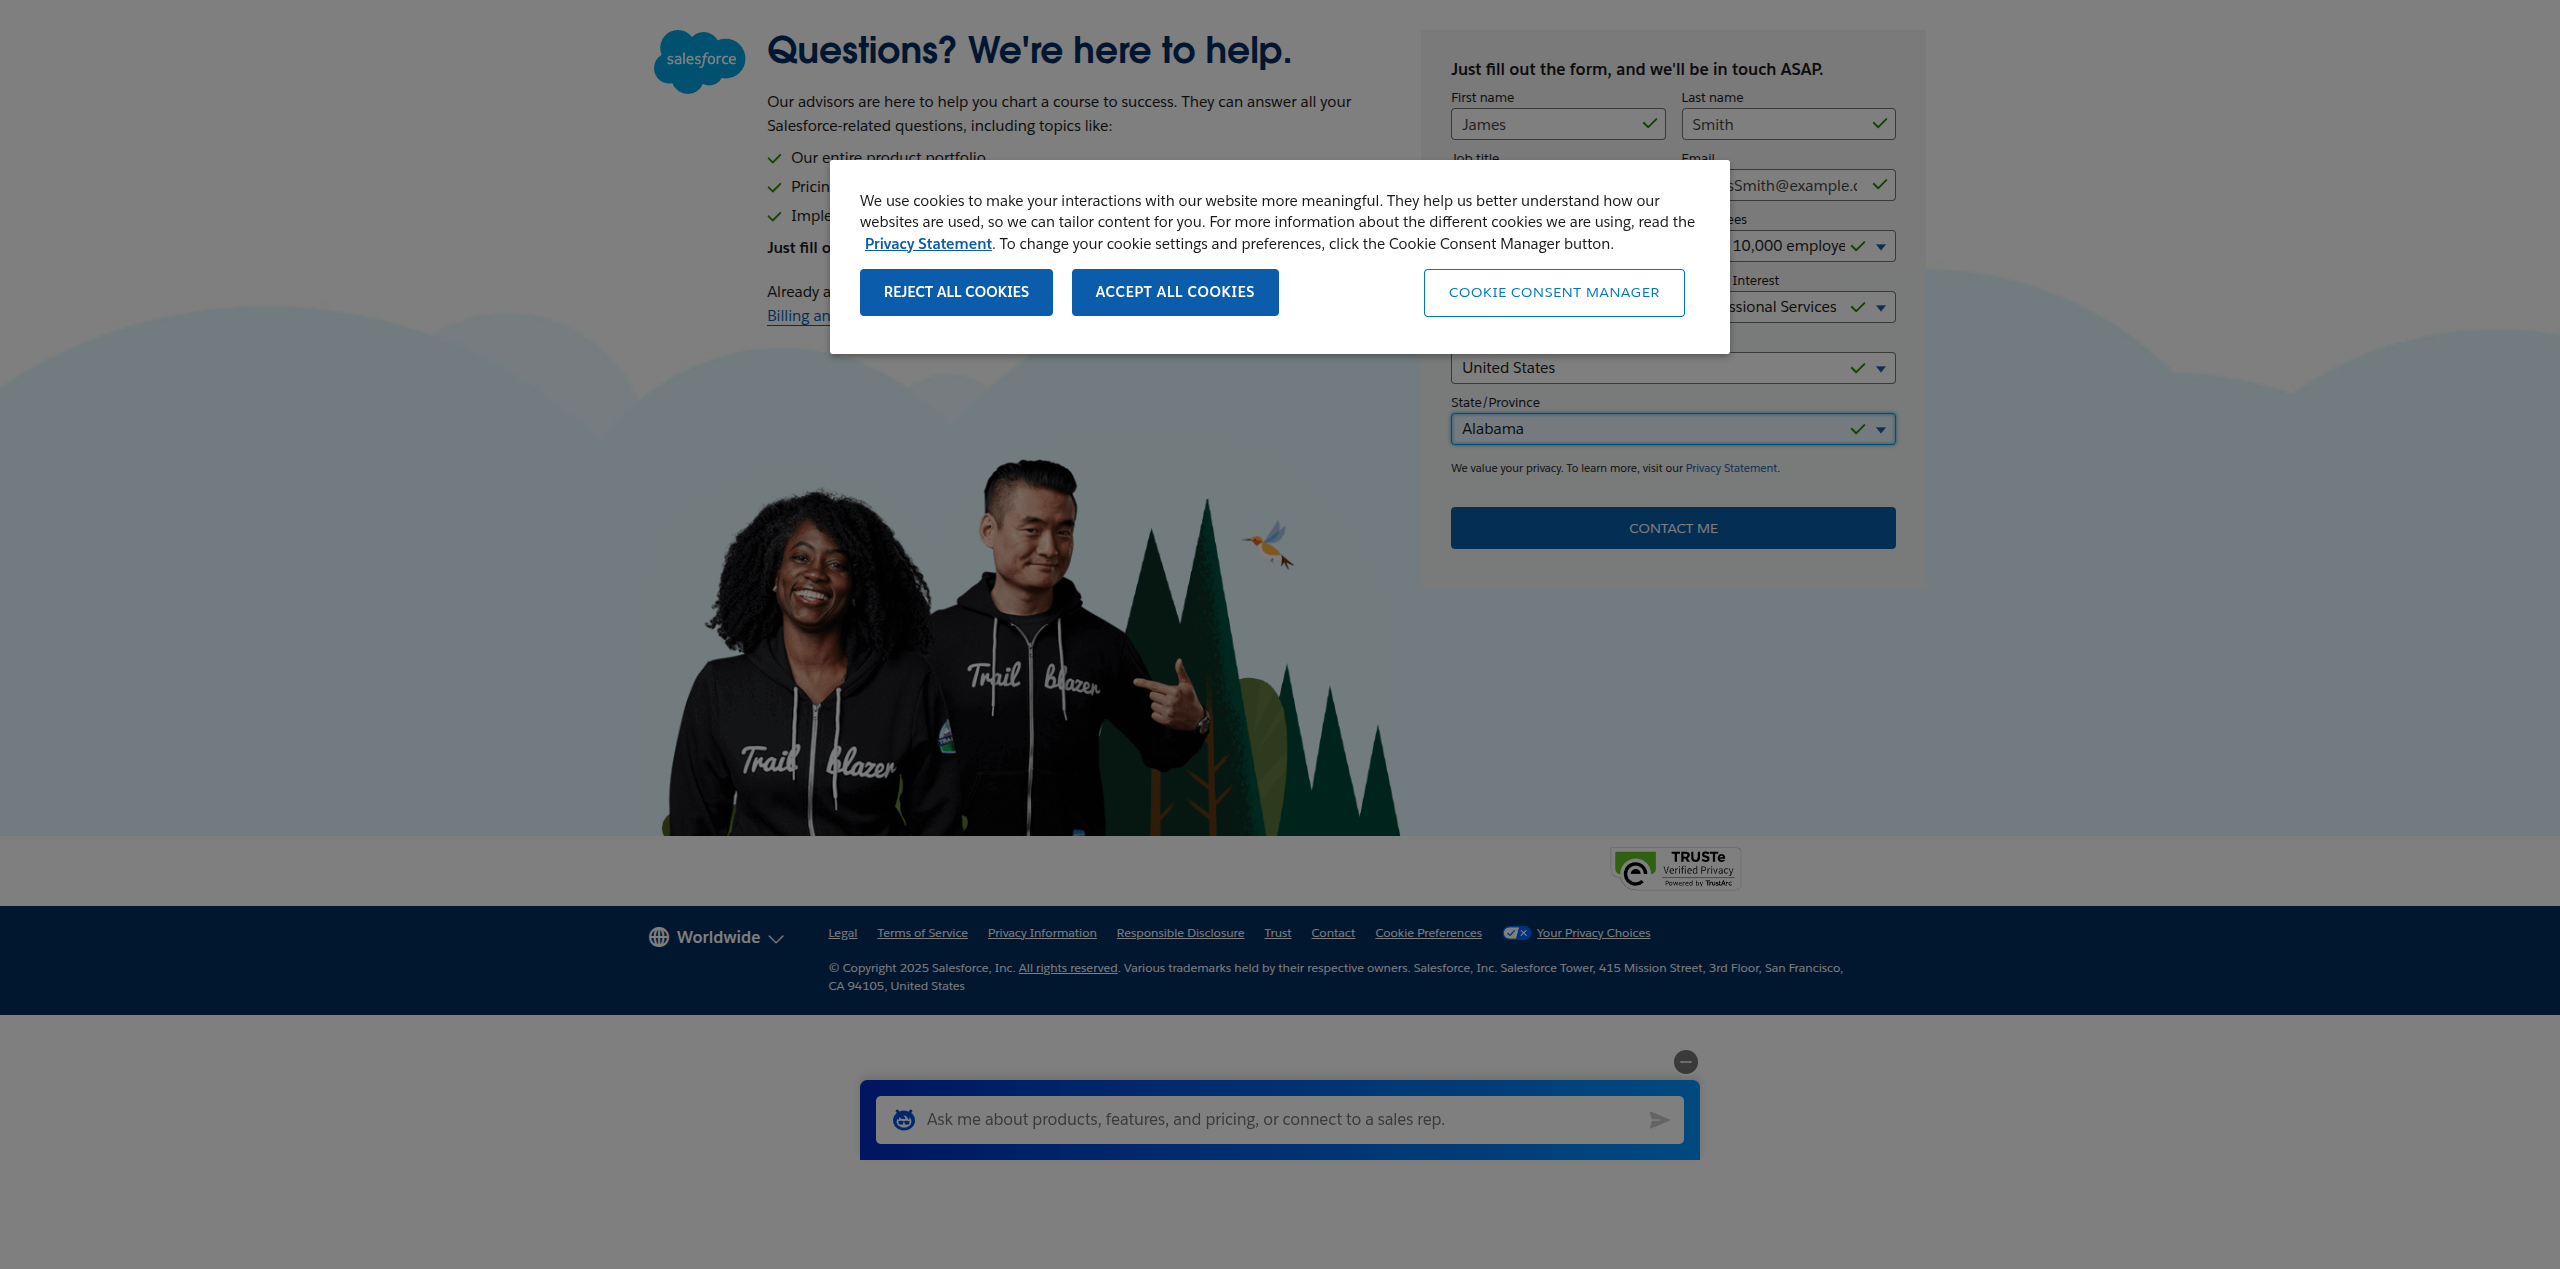 salesforce
Questions? We're here to help.
Our advisors are here to help you chart a course to success. They can answer all your
Salesforce-related questions, including topics like:
Our entire product portfolio
Pricin
Imple
Just fill o
Already a
Billing an
We use cookies to make your interactions with our website more meaningful. They help us better understand how our
websites are used, so we can tailor content for you. For more information about the different cookies we are using, read the
Privacy Statement. To change your cookie settings and preferences, click the Cookie Consent Manager button.
REJECT ALL COOKIES
ACCEPT ALL COOKIES
COOKIE CONSENT MANAGER
Just fill out the form, and we'll be in touch ASAP.
First name
Last name
James
Smith
Job title
Email
sSmith@example.c
ees
10,000 employe
Interest
ssional Services
United States
State/Province
Alabama
We value your privacy. To learn more, visit our Privacy Statement.
CONTACT ME
Trail blazer
Trail blazer
TRUSTe
Verified Privacy
Powered by TrustArc
Worldwide
Legal
Terms of Service
Privacy Information
Responsible Disclosure
Trust
Contact
Cookie Preferences
Your Privacy Choices
© Copyright 2025 Salesforce, Inc. All rights reserved. Various trademarks held by their respective owners. Salesforce, Inc. Salesforce Tower, 415 Mission Street, 3rd Floor, San Francisco,
CA 94105, United States
Ask me about products, features, and pricing, or connect to a sales rep.